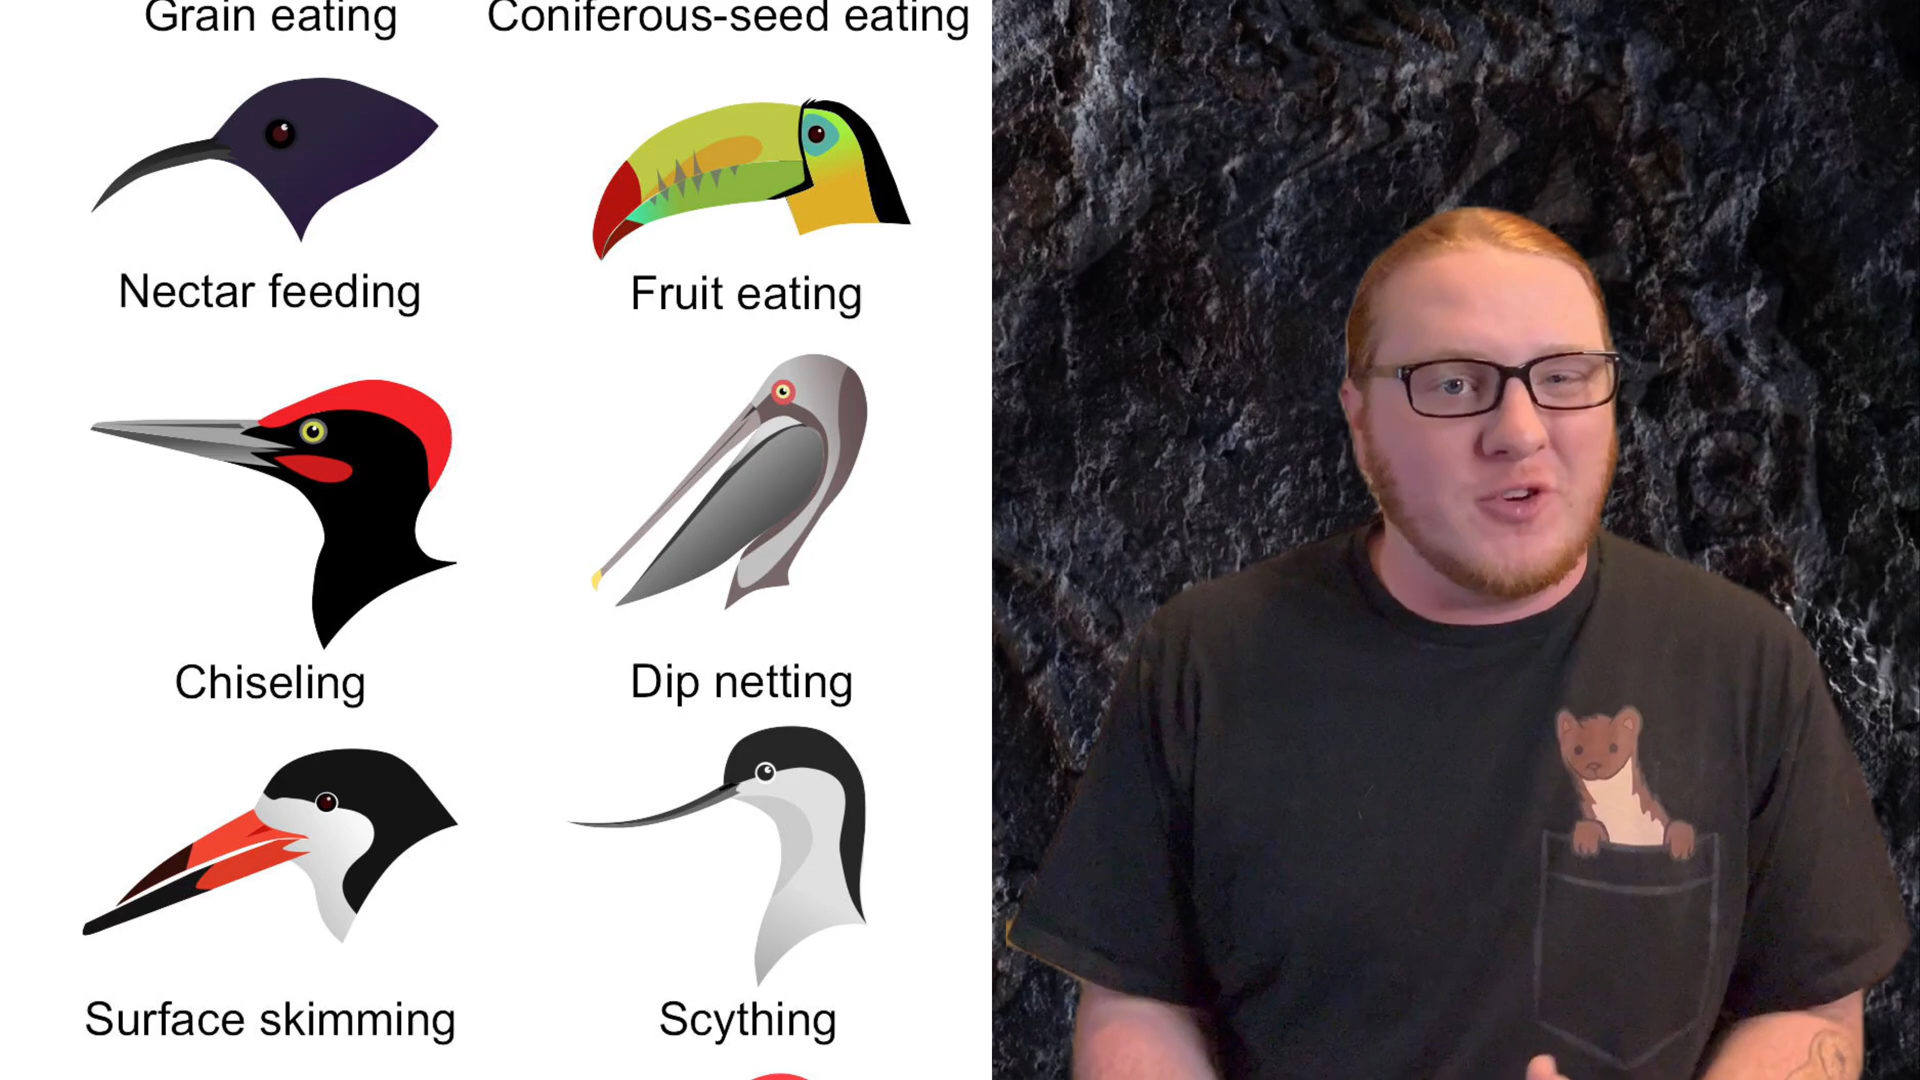 Grain eating
Coniferous-seed eating
Nectar feeding
Fruit eating
Chiseling
Dip netting
Surface skimming
Scything